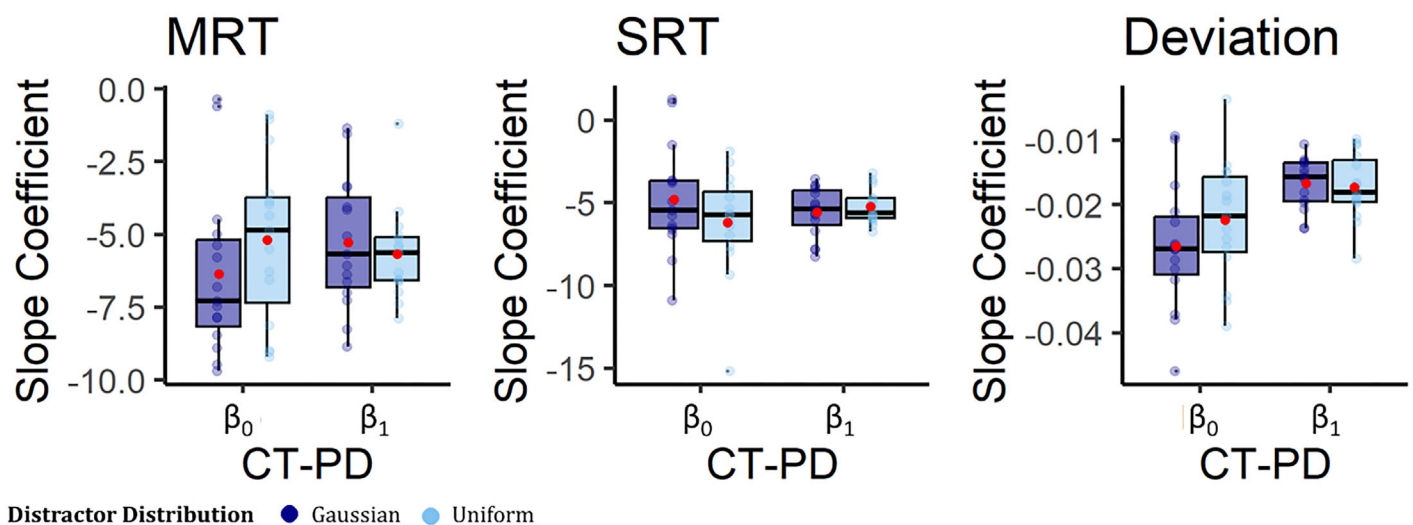 MRT
Slope Coefficient
0.0
-2.5
-5.0
-7.5
-10.0
β0
β1
CT-PD
SRT
Slope Coefficient
0
-5
-10
-15
β0
β1
CT-PD
Deviation
Slope Coefficient
-0.01
-0.02
-0.03
-0.04
β0
β1
CT-PD
Distractor Distribution Gaussian Uniform